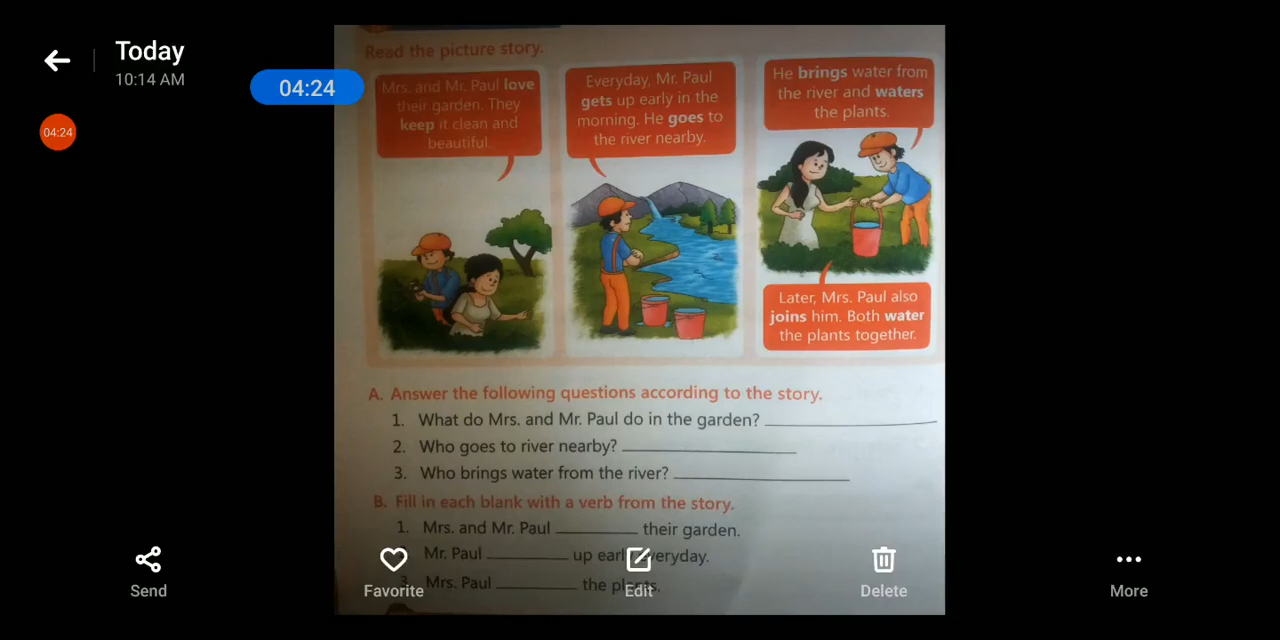 Today
10:14 AM
04:24
04:24
Read the picture story.
Mrs. and Mr. Paul love
their garden. They
keep it clean and
beautiful.
Everyday, Mr. Paul
gets up early in the
morning. He goes to
the river nearby.
He brings water from
the river and waters
the plants.
Later, Mrs. Paul also
joins him. Both water
the plants together.
A. Answer the following questions according to the story.
1. What do Mrs. and Mr. Paul do in the garden?
2. Who goes to river nearby?
3. Who brings water from the river?
B. Fill in each blank with a verb from the story.
1. Mrs. and Mr. Paul ________ their garden.
Mr. Paul ________ up early everyday.
3. Mrs. Paul ________ the plants.
Send
Favorite
Edit
Delete
More